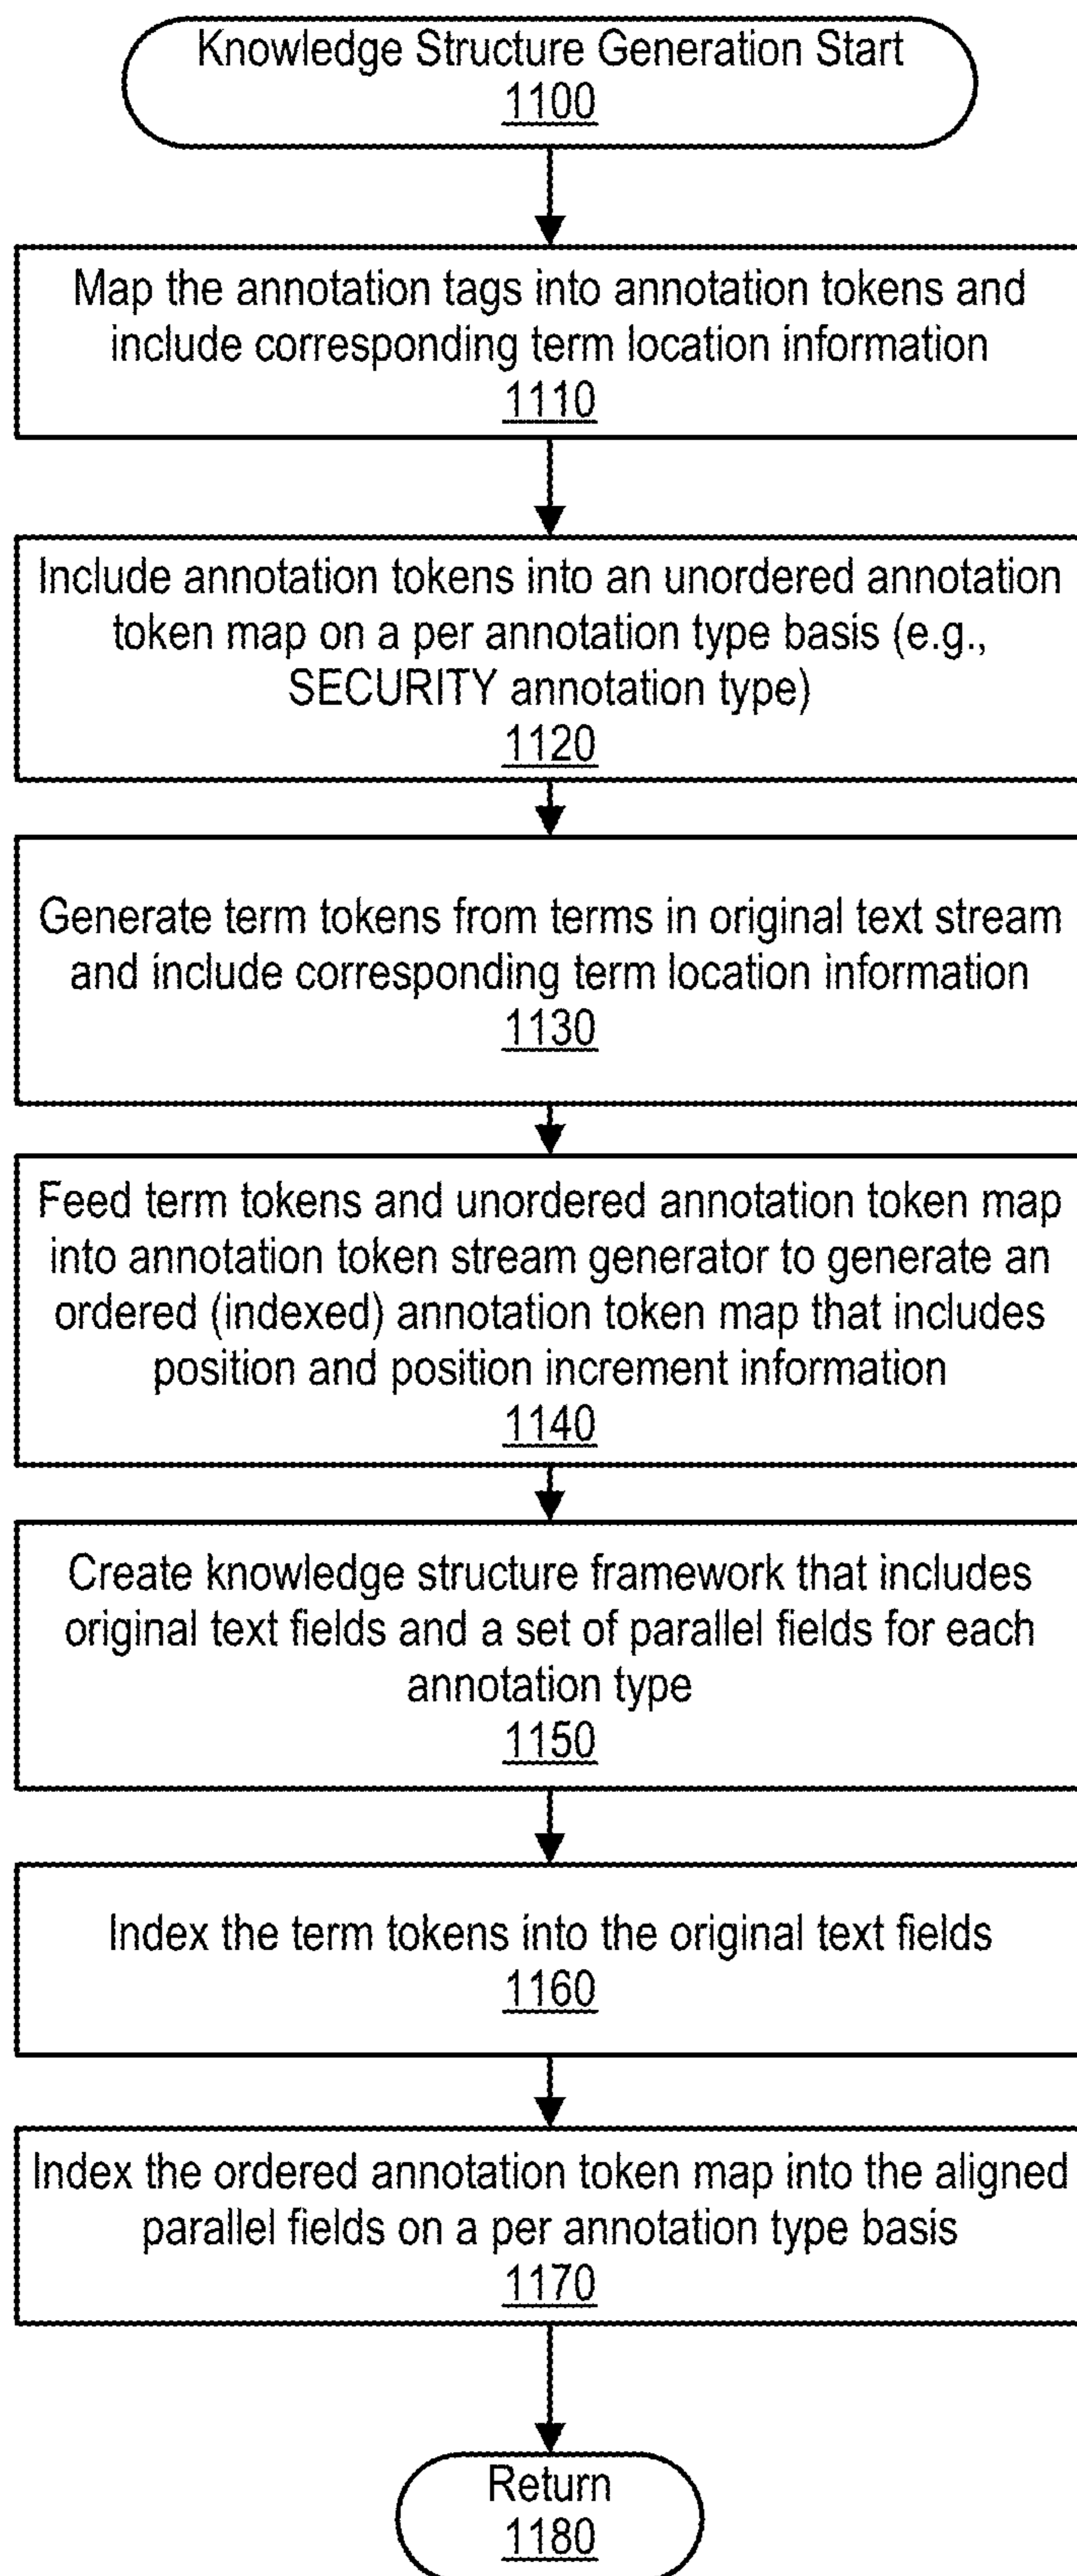 Knowledge Structure Generation Start
1100
Map the annotation tags into annotation tokens and
include corresponding term location information
1110
Include annotation tokens into an unordered annotation
token map on a per annotation type basis (e.g.,
SECURITY annotation type)
1120
Generate term tokens from terms in original text stream
and include corresponding term location information
1130
Feed term tokens and unordered annotation token map
into annotation token stream generator to generate an
ordered (indexed) annotation token map that includes
position and position increment information
1140
Create knowledge structure framework that includes
original text fields and a set of parallel fields for each
annotation type
1150
Index the term tokens into the original text fields
1160
Index the ordered annotation token map into the aligned
parallel fields on a per annotation type basis
1170
Return
1180